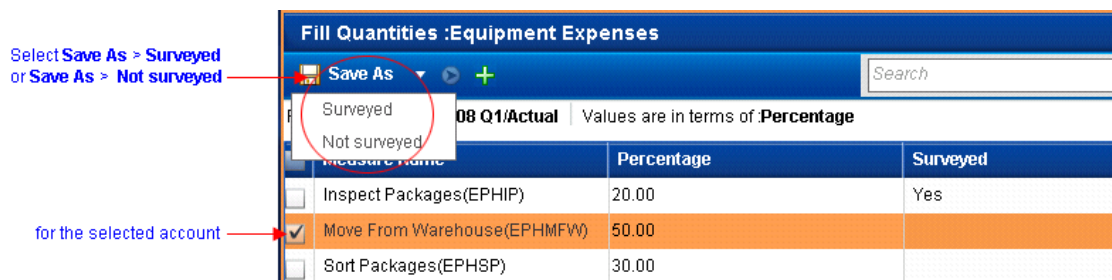 Fill Quantities :Equipment Expenses
Select Save As > Surveyed
or Save As > Not surveyed
Save As
Search
Surveyed
Not surveyed
08 Q1/Actual Values are in terms of:Percentage
Measure Name Percentage Surveyed
Inspect Packages(EPHIP) 20.00 Yes
for the selected account
Move From Warehouse(EPHMFW) 50.00
Sort Packages(EPHSP) 30.00